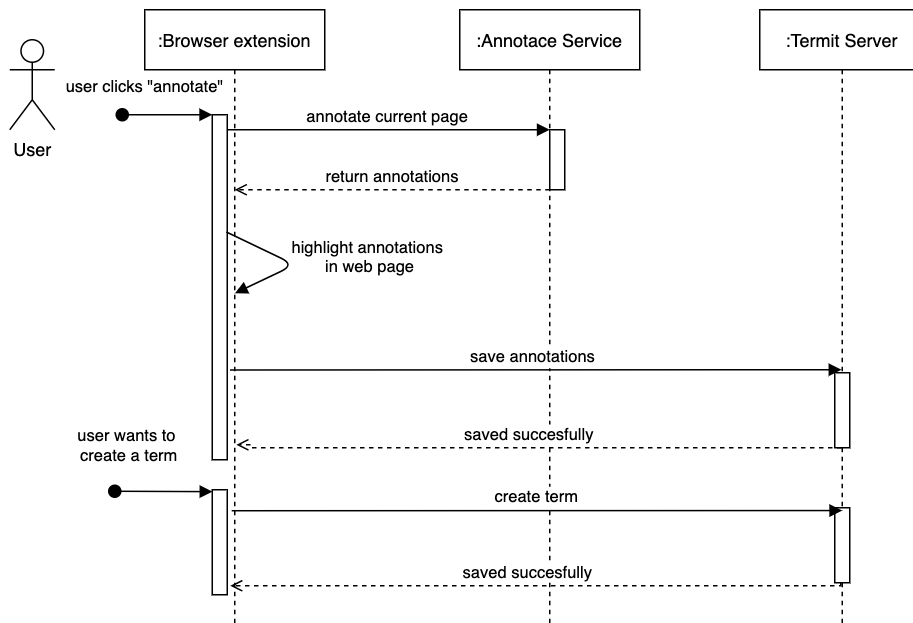 :Browser extension
:Annotace Service
:Termit Server
user clicks "annotate"
User
annotate current page
return annotations
highlight annotations
in web page
save annotations
saved succesfully
user wants to
create a term
create term
saved succesfully